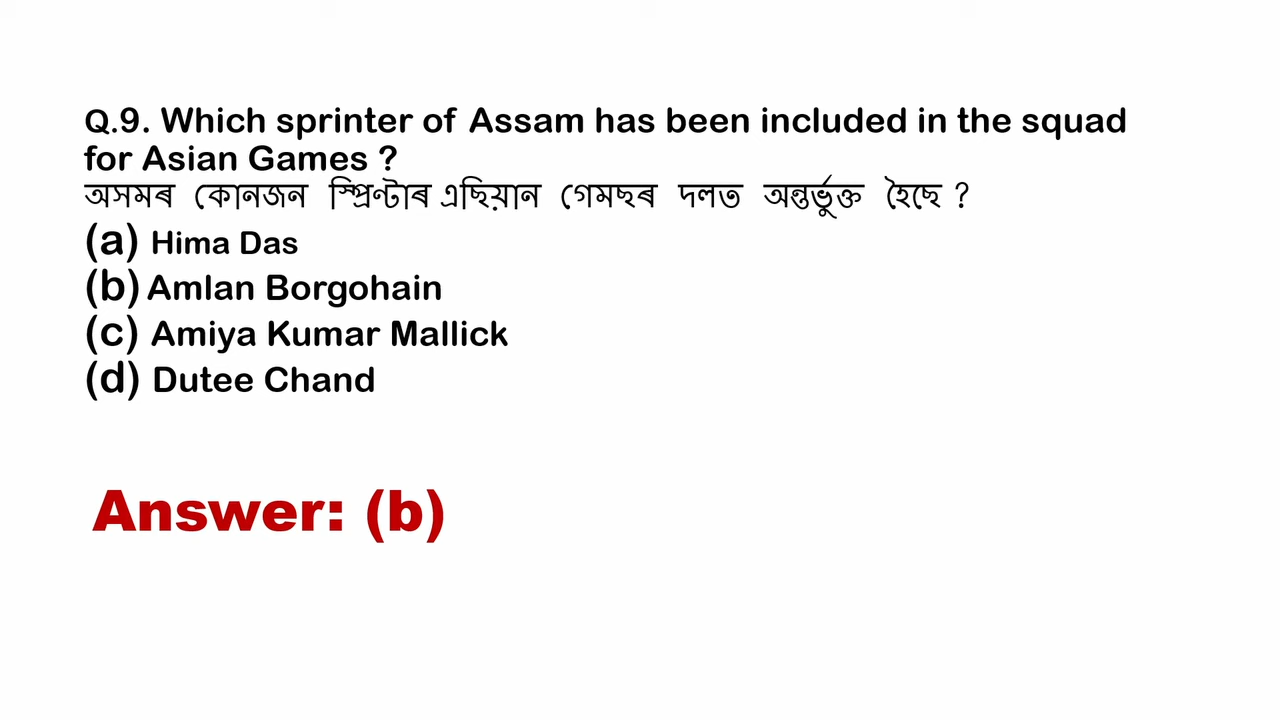 Q.9. Which sprinter of Assam has been included in the squad
for Asian Games ?
অসমৰ কোনজন স্প্ৰিন্টাৰ এছিয়ান গেমছৰ দলত অন্তৰ্ভুক্ত হৈছে ?
(a) Hima Das
(b) Amlan Borgohain
(c) Amiya Kumar Mallick
(d) Dutee Chand
Answer: (b)